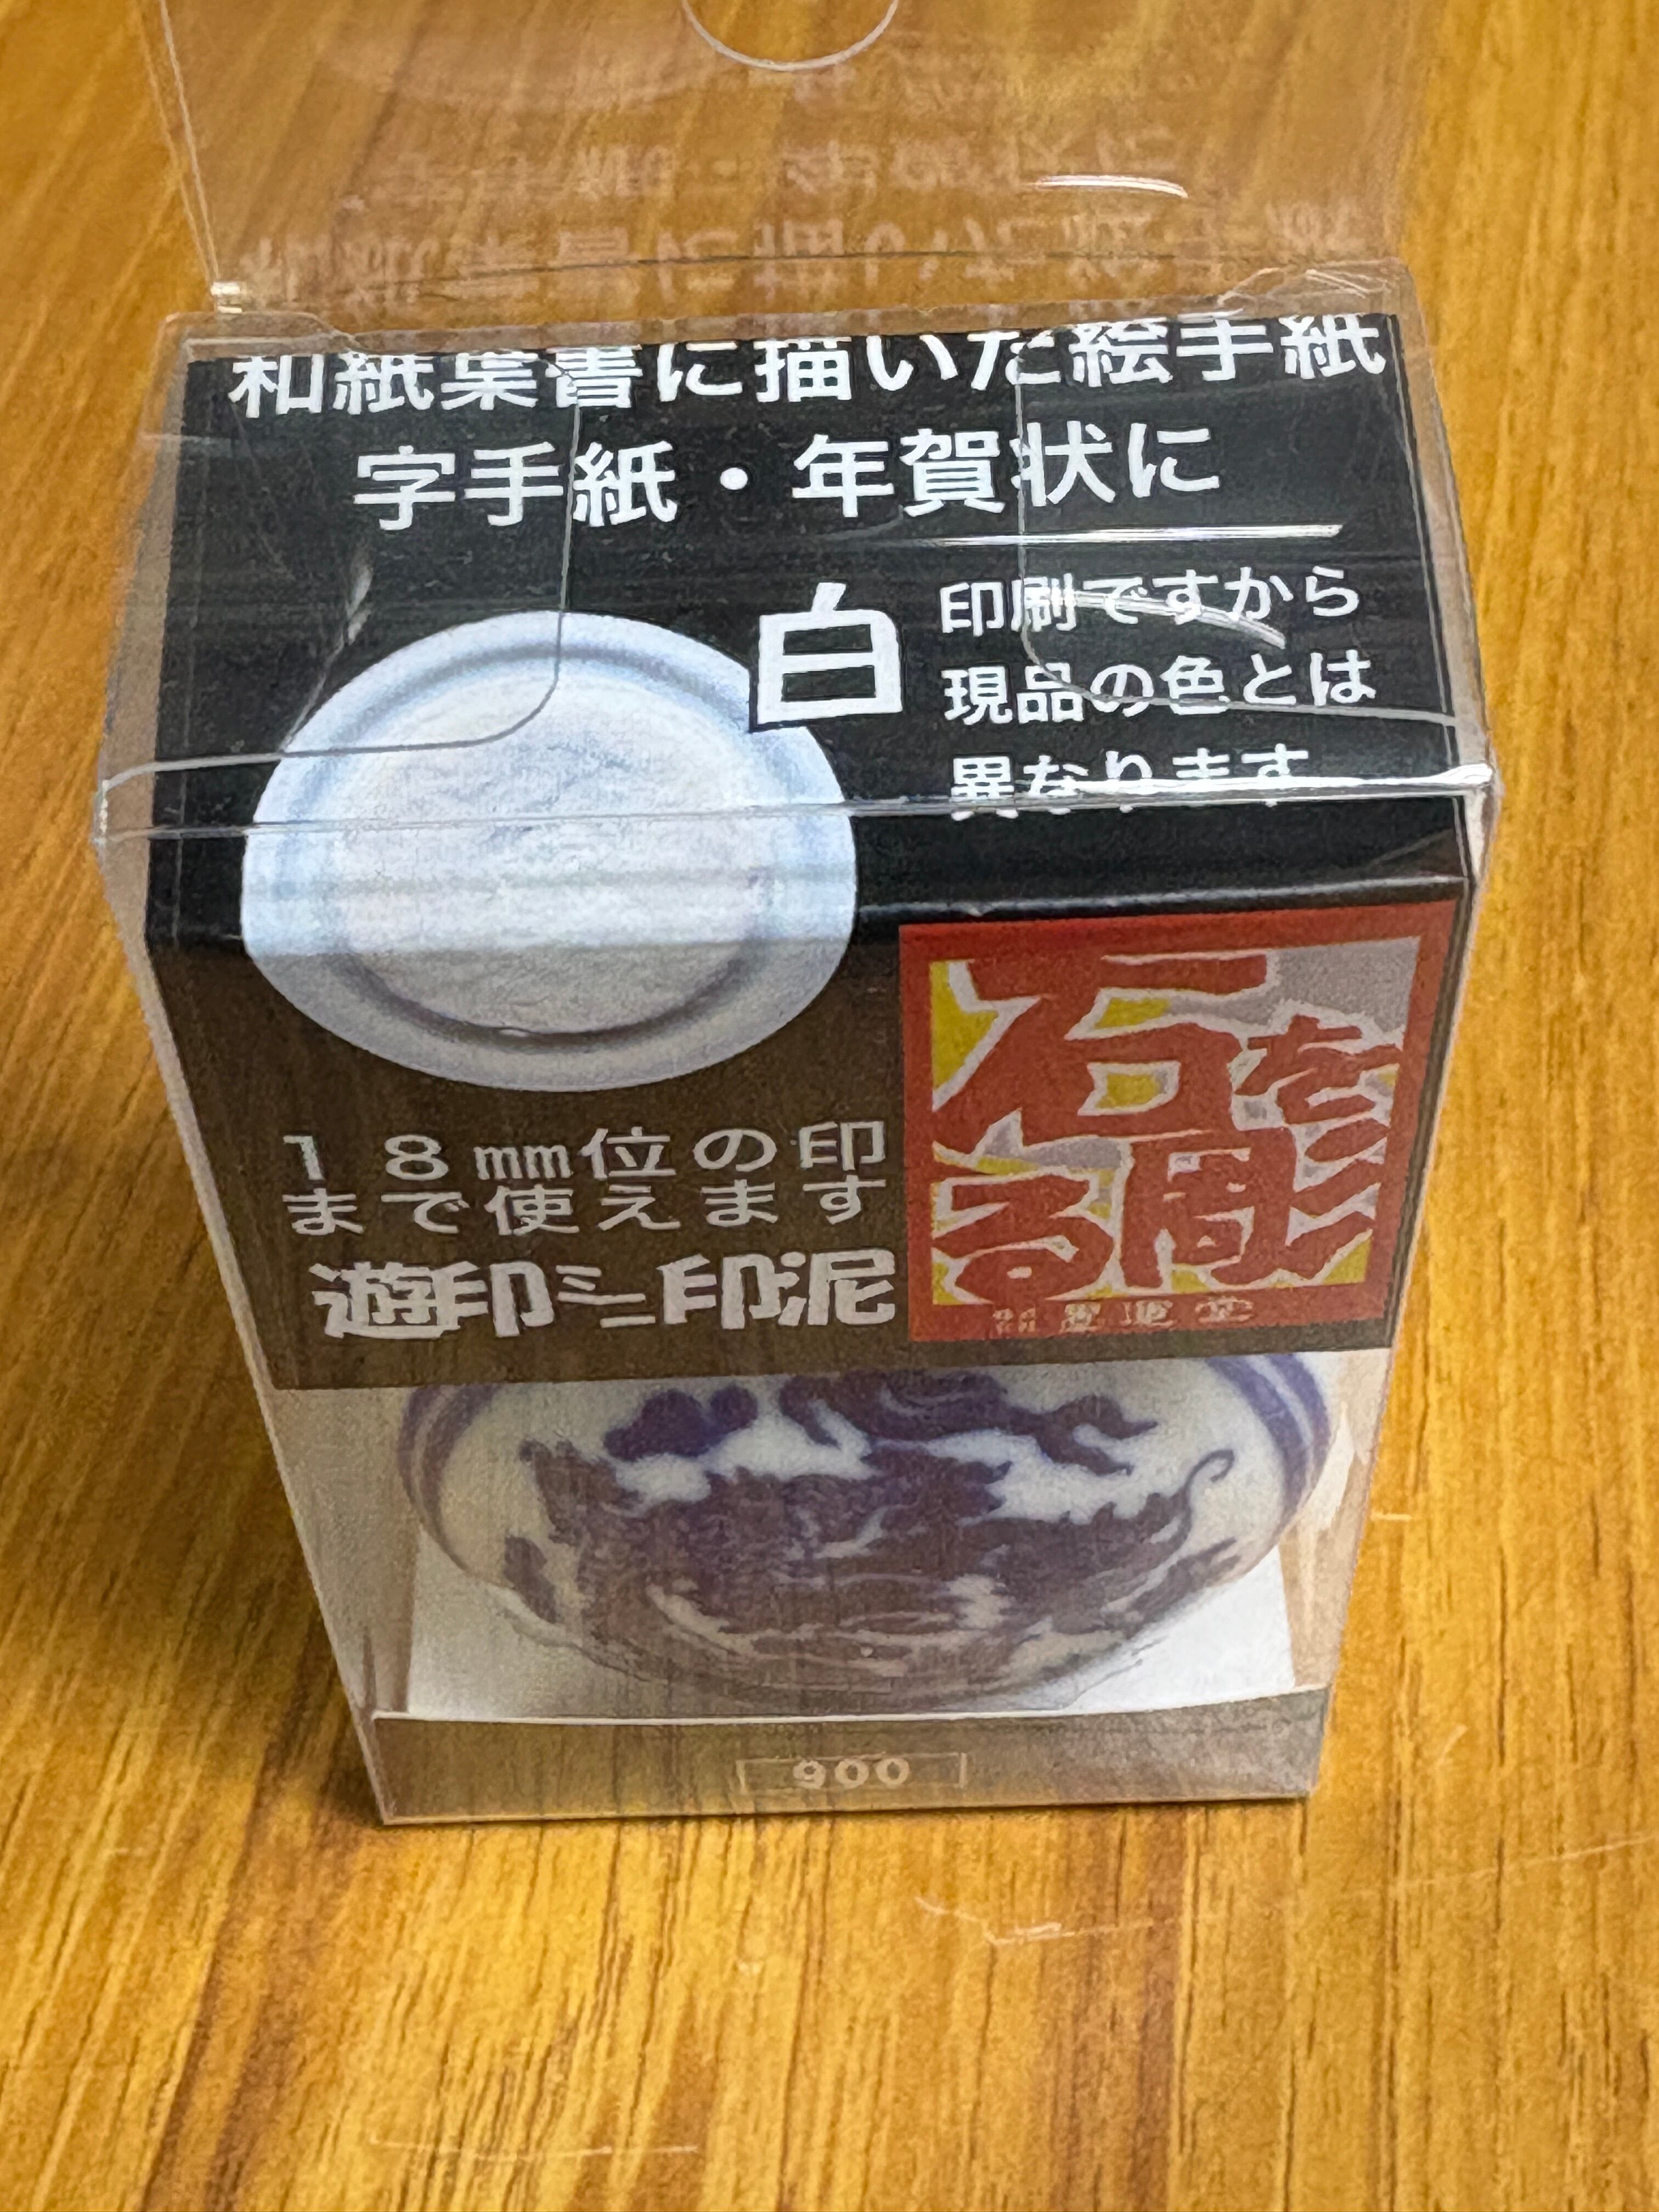 和紙葉書に描いた絵手紙
字手紙・年賀状に
白
印刷ですから
現品の色とは
異なります
石を
彫る
18mm位の印
まで使えます
遊印ミニ印泥
900